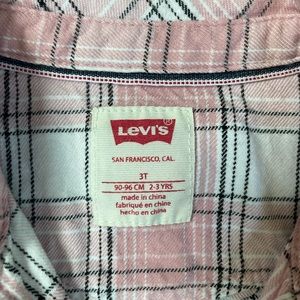 LEVI'S
SAN FRANCISCO, CAL.
3T
90-96 CM 2-3 YRS
made in china
fabriqué en chine
hecho en china